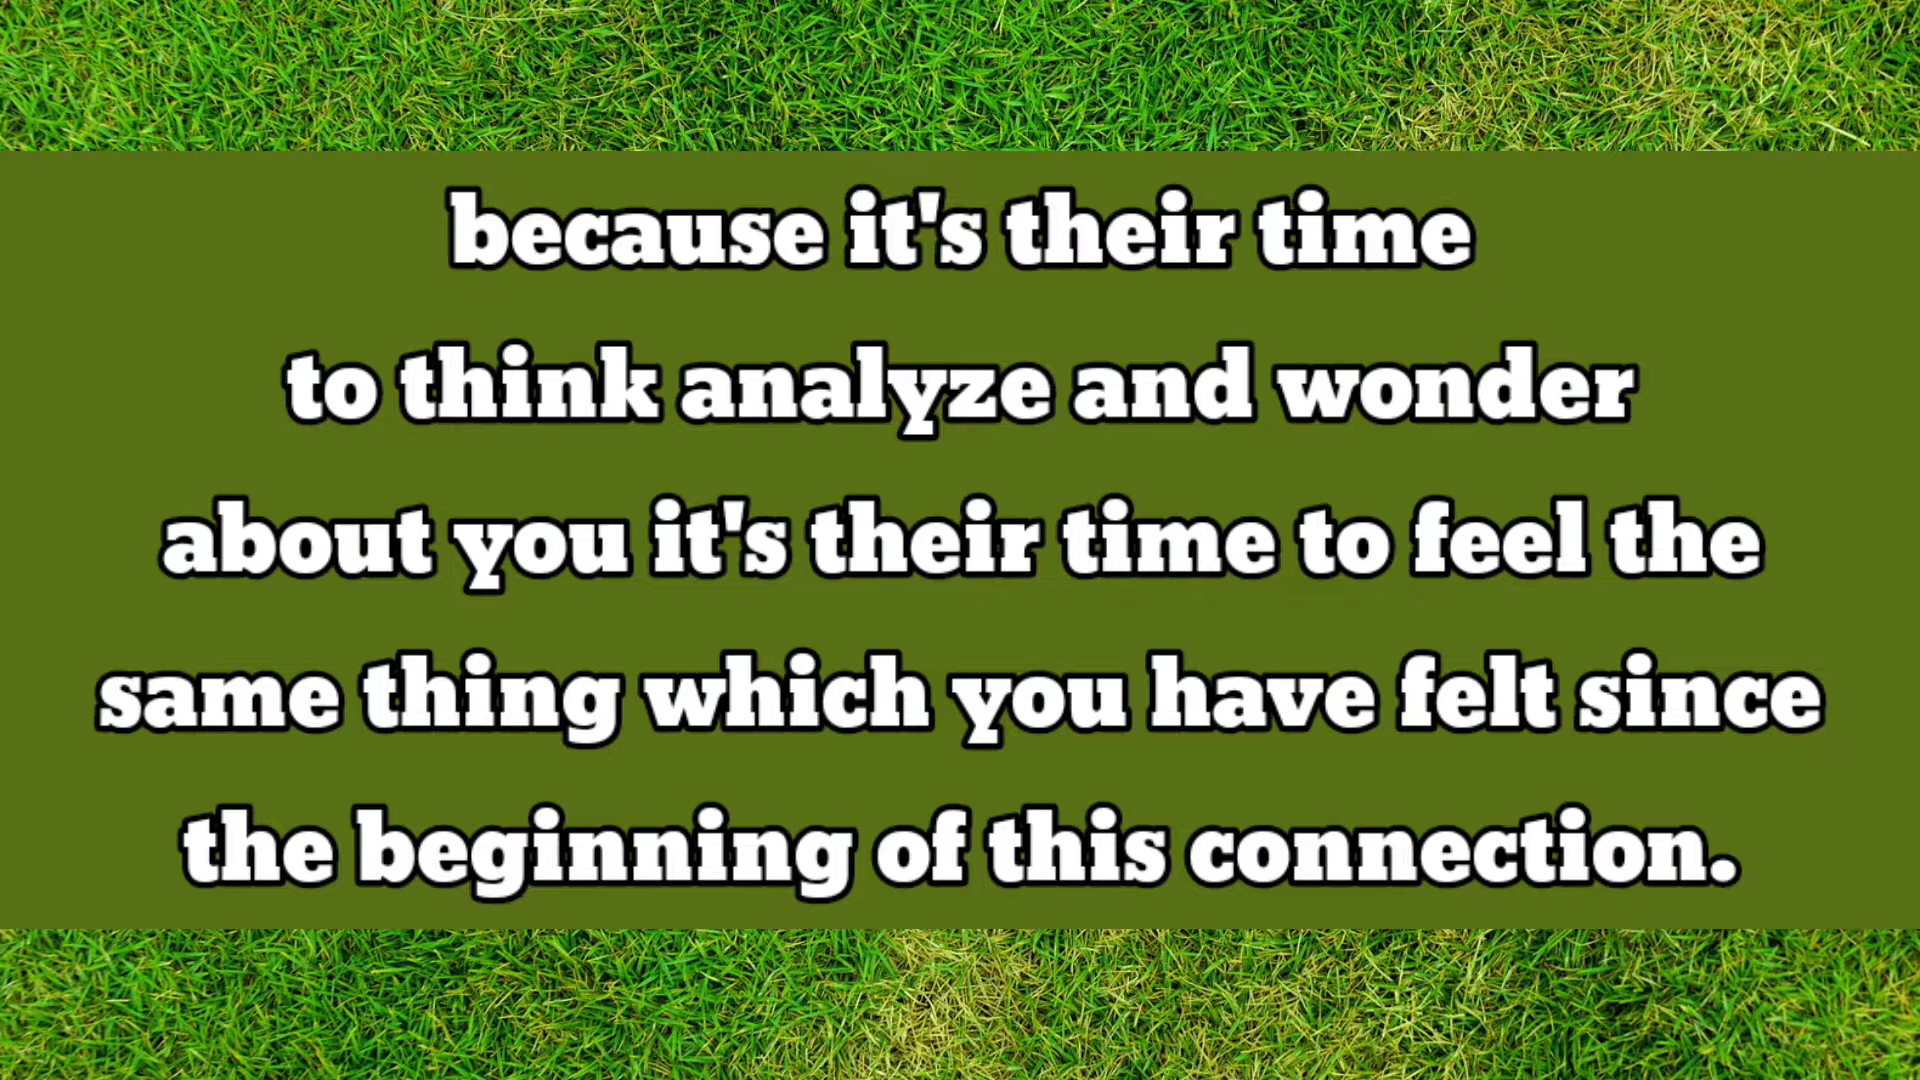 because it's their time
to think analyze and wonder
about you it's their time to feel the
same thing which you have felt since
the beginning of this connection.